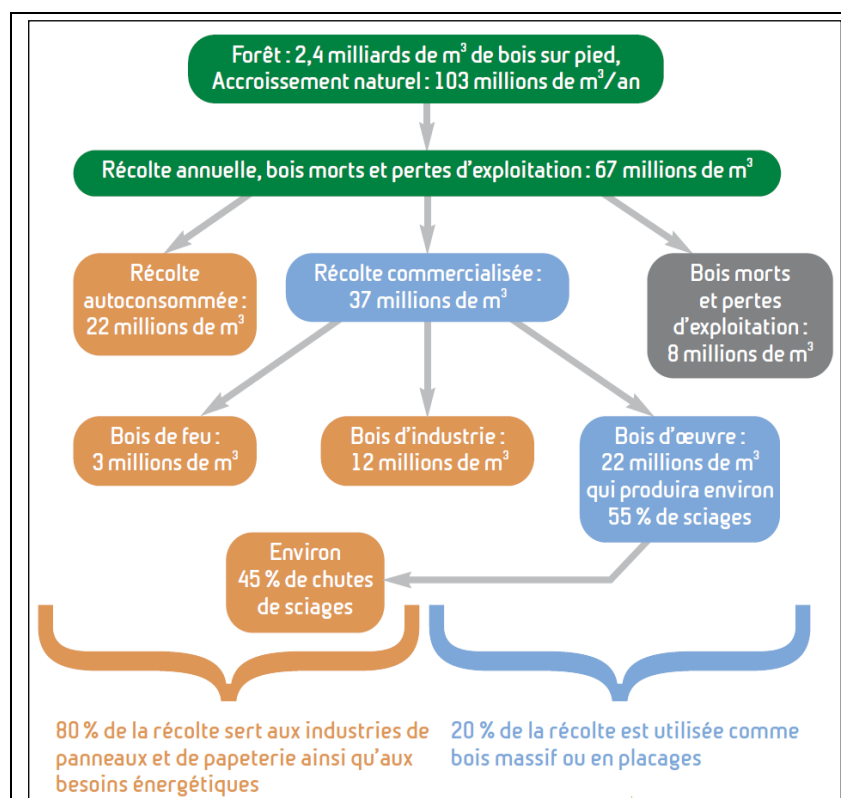 Forêt : 2,4 milliards de m³ de bois sur pied,
Accroissement naturel : 103 millions de m³/an
Récolte annuelle, bois morts et pertes d'exploitation : 67 millions de m³
Récolte
autoconsommée :
22 millions de m³
Récolte commercialisée :
37 millions de m³
Bois morts
et pertes
d'exploitation :
8 millions de m³
Bois de feu :
3 millions de m³
Bois d'industrie :
12 millions de m³
Bois d'œuvre :
22 millions de m³
qui produira environ
55 % de sciages
Environ
45 % de chutes
de sciages
80 % de la récolte sert aux industries de
panneaux et de papeterie ainsi qu'aux
besoins énergétiques
20 % de la récolte est utilisée comme
bois massif ou en placages